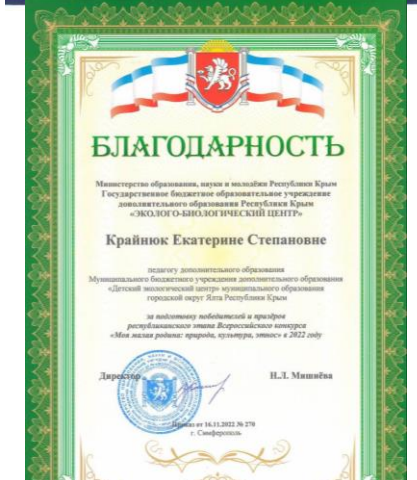 БЛАГОДАРНОСТЬ
Министерство образования, науки и молодёжи Республики Крым
Государственное бюджетное образовательное учреждение
дополнительного образования Республики Крым
«ЭКОЛОГО-БИОЛОГИЧЕСКИЙ ЦЕНТР»
Крайнюк Екатерине Степановне
педагогу дополнительного образования
Муниципального бюджетного учреждения дополнительного образования
«Детский экологический центр» муниципального образования
городской округ Ялта Республики Крым
за подготовку победителей и призёров
республиканского этапа Всероссийского конкурса
«Моя малая родина: природа, культура, этнос» в 2022 году
Директор Н.Л. Мишнёва
Приказ от 16.11.2022 № 270
г. Симферополь